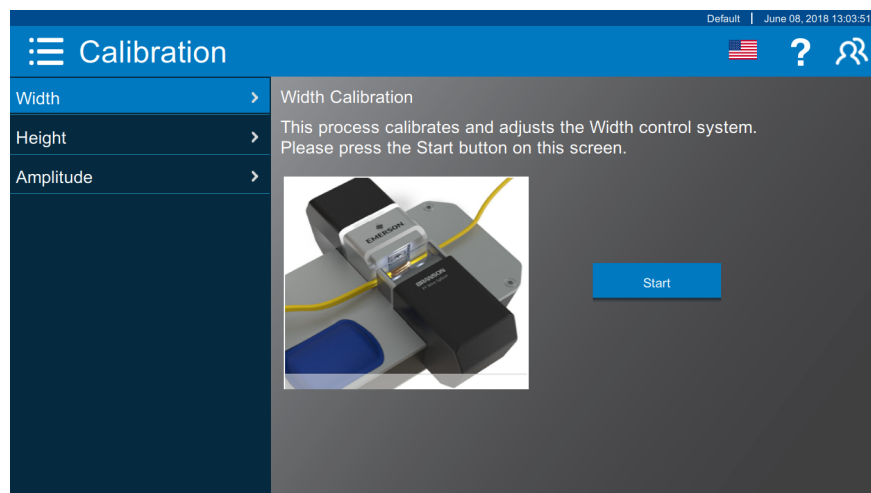 Default | June 08, 2018 13:03:51
Calibration
?
Width
Height
Amplitude
Width Calibration
This process calibrates and adjusts the Width control system.
Please press the Start button on this screen.
EMERSON
BRANSON
Start